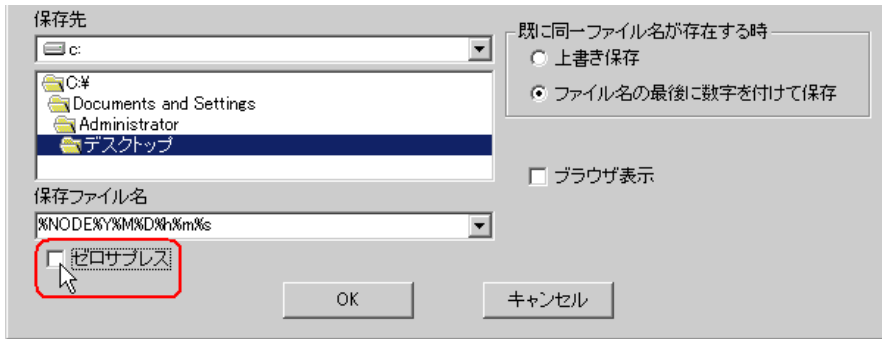 保存先
c:
C:¥
Documents and Settings
Administrator
デスクトップ
保存ファイル名
%NODE%Y%M%D%h%m%s
ゼロサプレス
既に同一ファイル名が存在する時
上書き保存
ファイル名の最後に数字を付けて保存
ブラウザ表示
OK
キャンセル